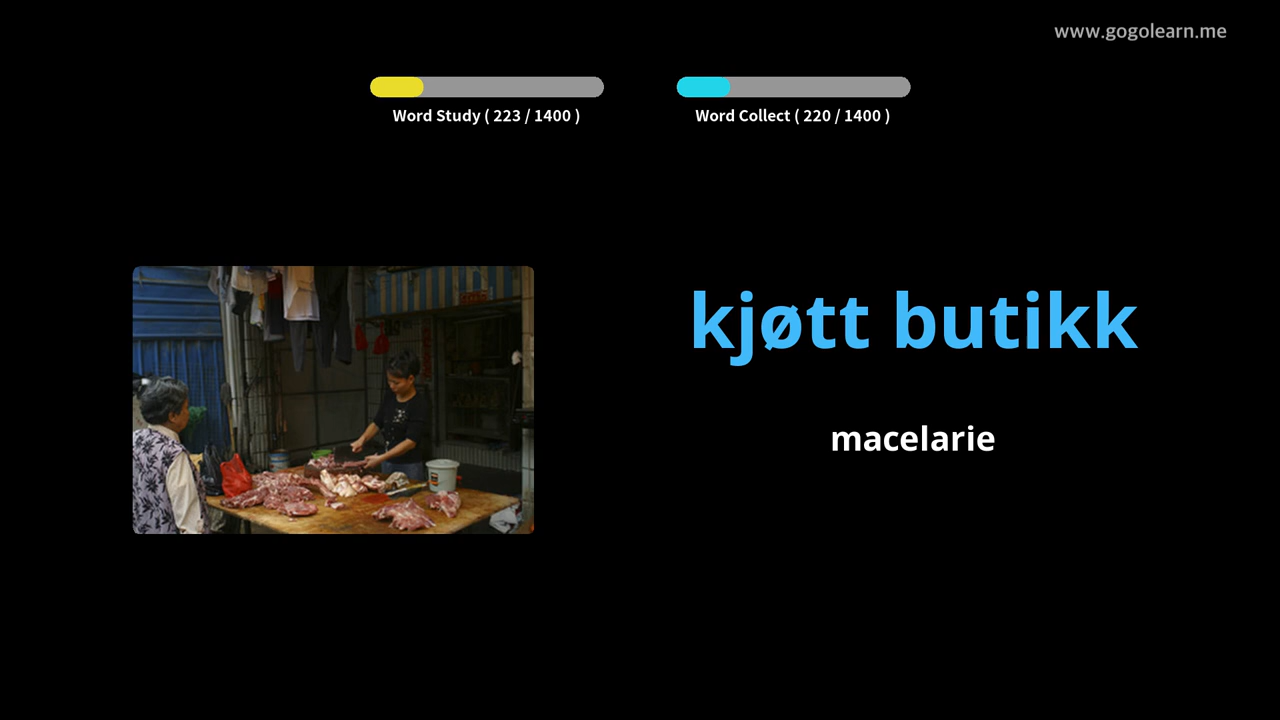 www.gogolearn.me
Word Study ( 223 / 1400 )
Word Collect ( 220 / 1400 )
kjøtt butikk
macelarie